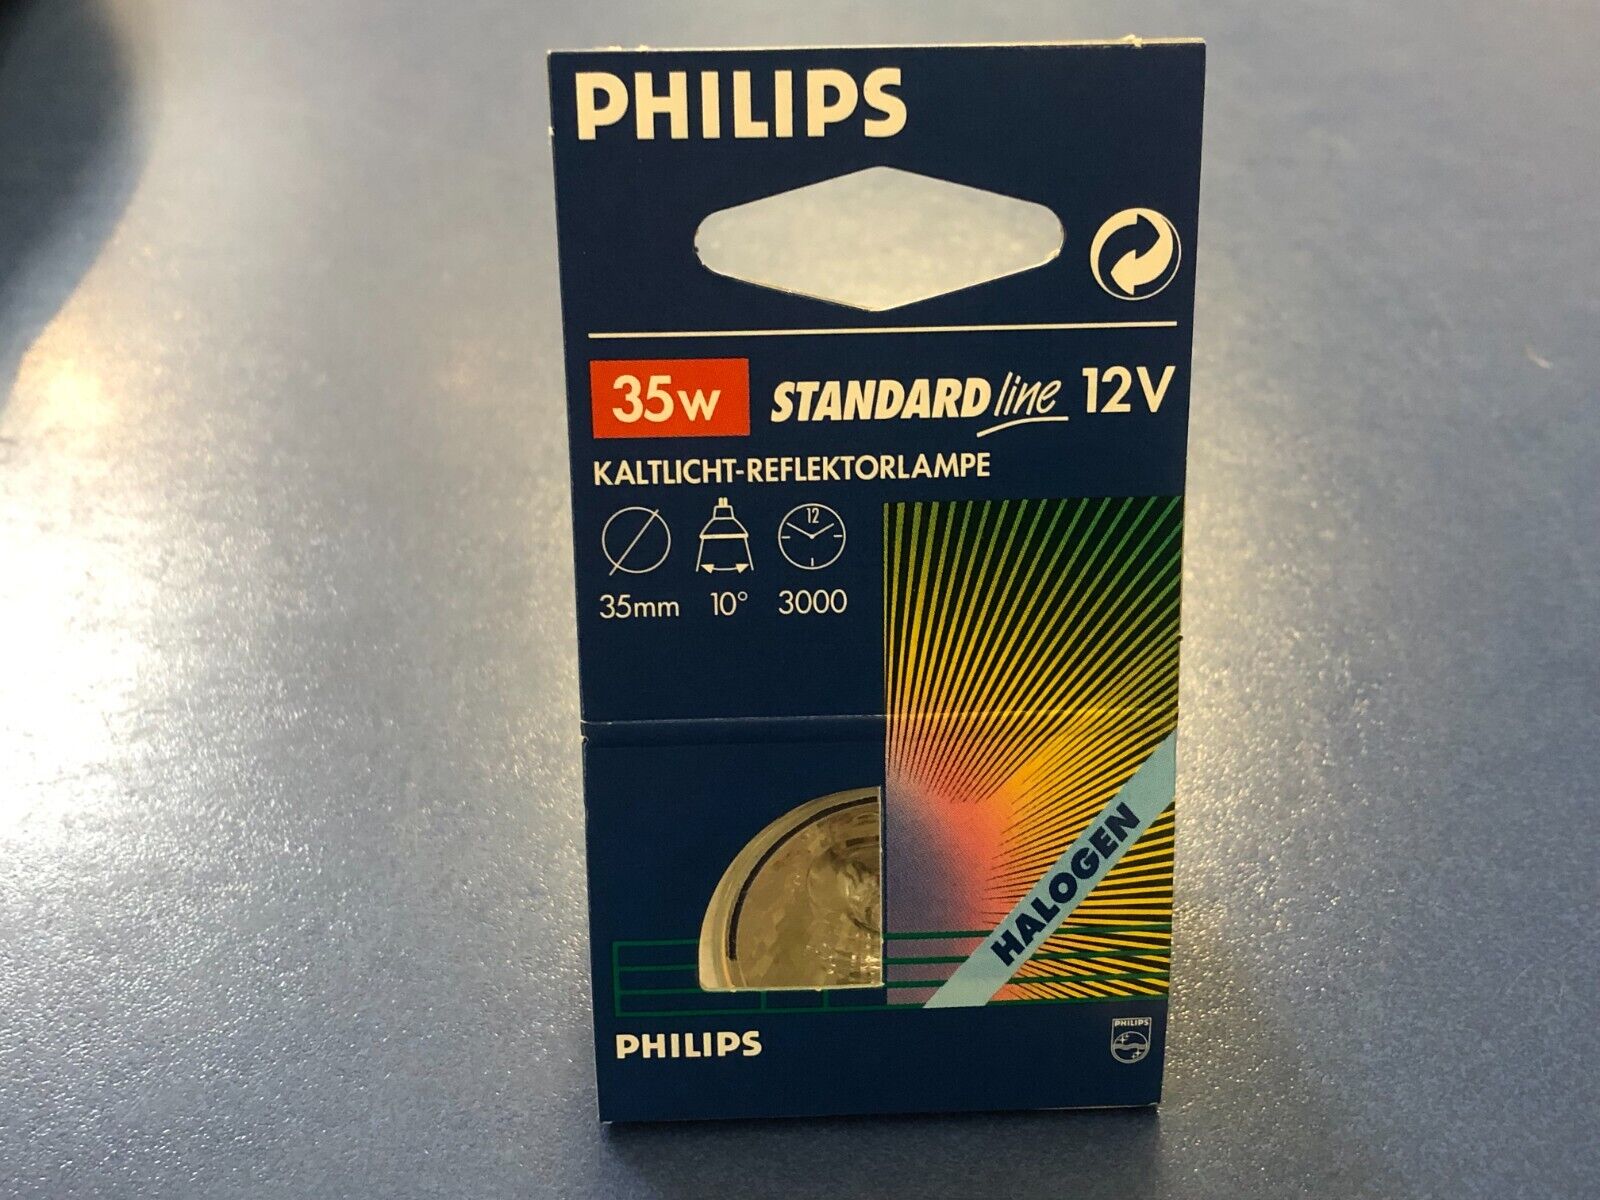 PHILIPS
35w STANDARD line 12V
KALTLICHT-REFLEKTORLAMPE
12
35mm 10° 3000
HALOGEN
PHILIPS
PHILIPS